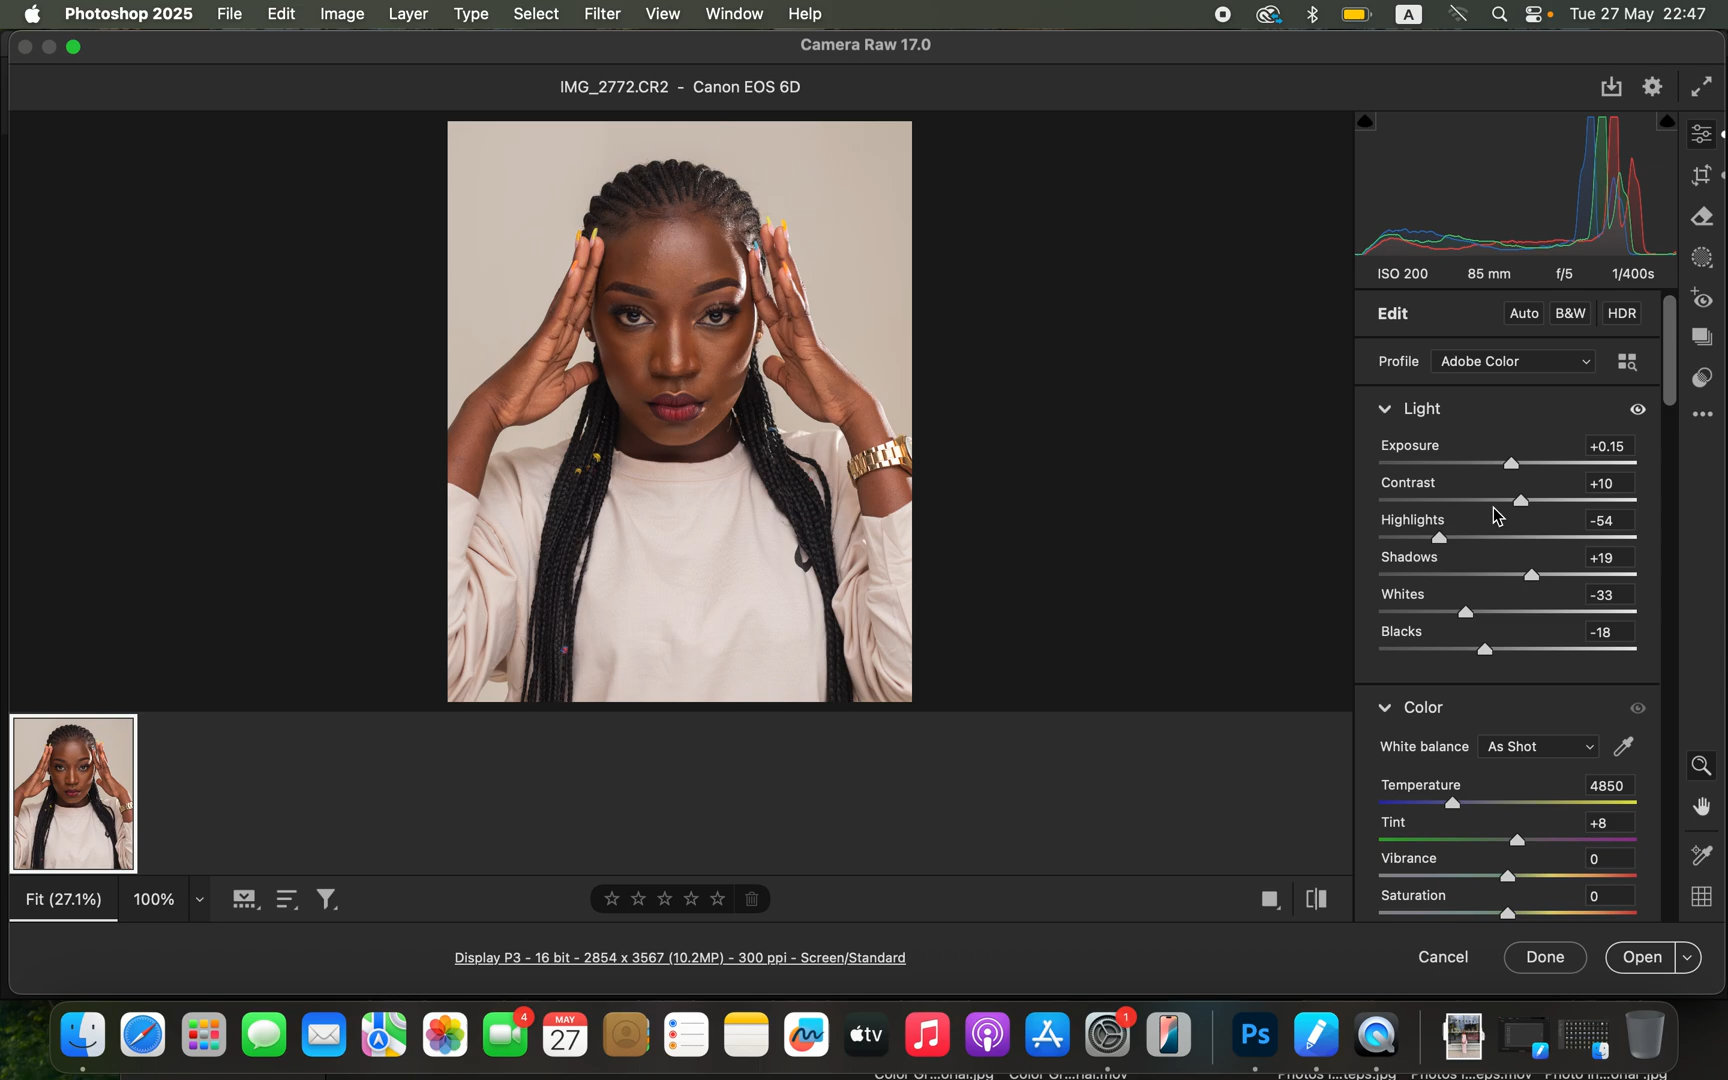 Photoshop 2025 File Edit Image Layer Type Select Filter View Window Help A Tue 27 May 22:47
Camera Raw 17.0
IMG_2772.CR2 - Canon EOS 6D
ISO 200 85 mm f/5 1/400s
Edit Auto B&W HDR
Profile Adobe Color
Light
Exposure +0.15
Contrast +10
Highlights -54
Shadows +19
Whites -33
Blacks -18
Color
White balance As Shot
Temperature 4850
Tint +8
Vibrance 0
Saturation 0
Fit (27.1%) 100%
Display P3 - 16 bit - 2854 x 3567 (10.2MP) - 300 ppi - Screen/Standard
Cancel Done Open
4 MAY 27 tv 1 Ps